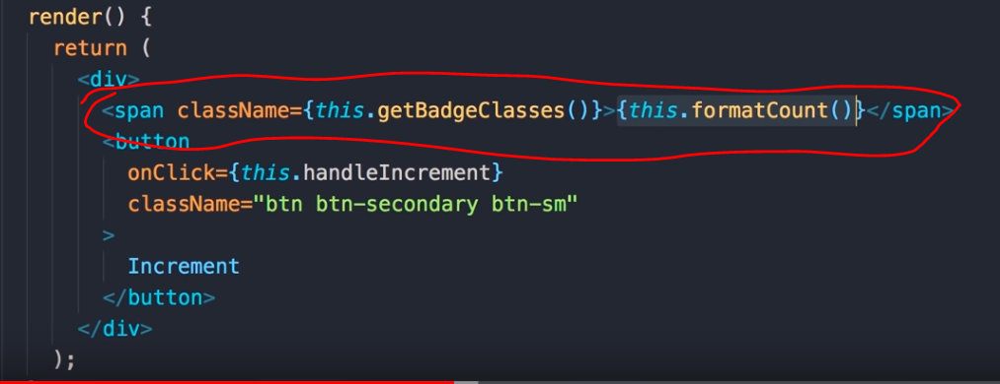 render() {
return (
<div>
<span className={this.getBadgeClasses()}>{this.formatCount()}</span>
<button
onClick={this.handleIncrement}
className="btn btn-secondary btn-sm"
>
Increment
</button>
</div>
);